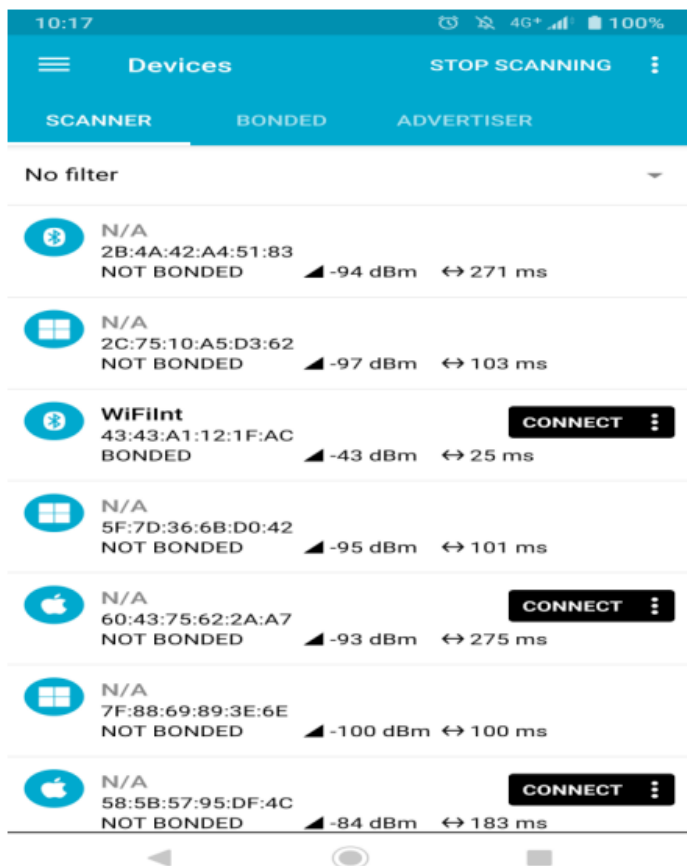 10:17 4G+ 100%
Devices STOP SCANNING
SCANNER BONDED ADVERTISER
No filter
N/A
2B:4A:42:A4:51:83
NOT BONDED -94 dBm ↔ 271 ms
N/A
2C:75:10:A5:D3:62
NOT BONDED -97 dBm ↔ 103 ms
WiFiInt CONNECT
43:43:A1:12:1F:AC
BONDED -43 dBm ↔ 25 ms
N/A
5F:7D:36:6B:D0:42
NOT BONDED -95 dBm ↔ 101 ms
N/A CONNECT
60:43:75:62:2A:A7
NOT BONDED -93 dBm ↔ 275 ms
N/A
7F:88:69:89:3E:6E
NOT BONDED -100 dBm ↔ 100 ms
N/A CONNECT
58:5B:57:95:DF:4C
NOT BONDED -84 dBm ↔ 183 ms